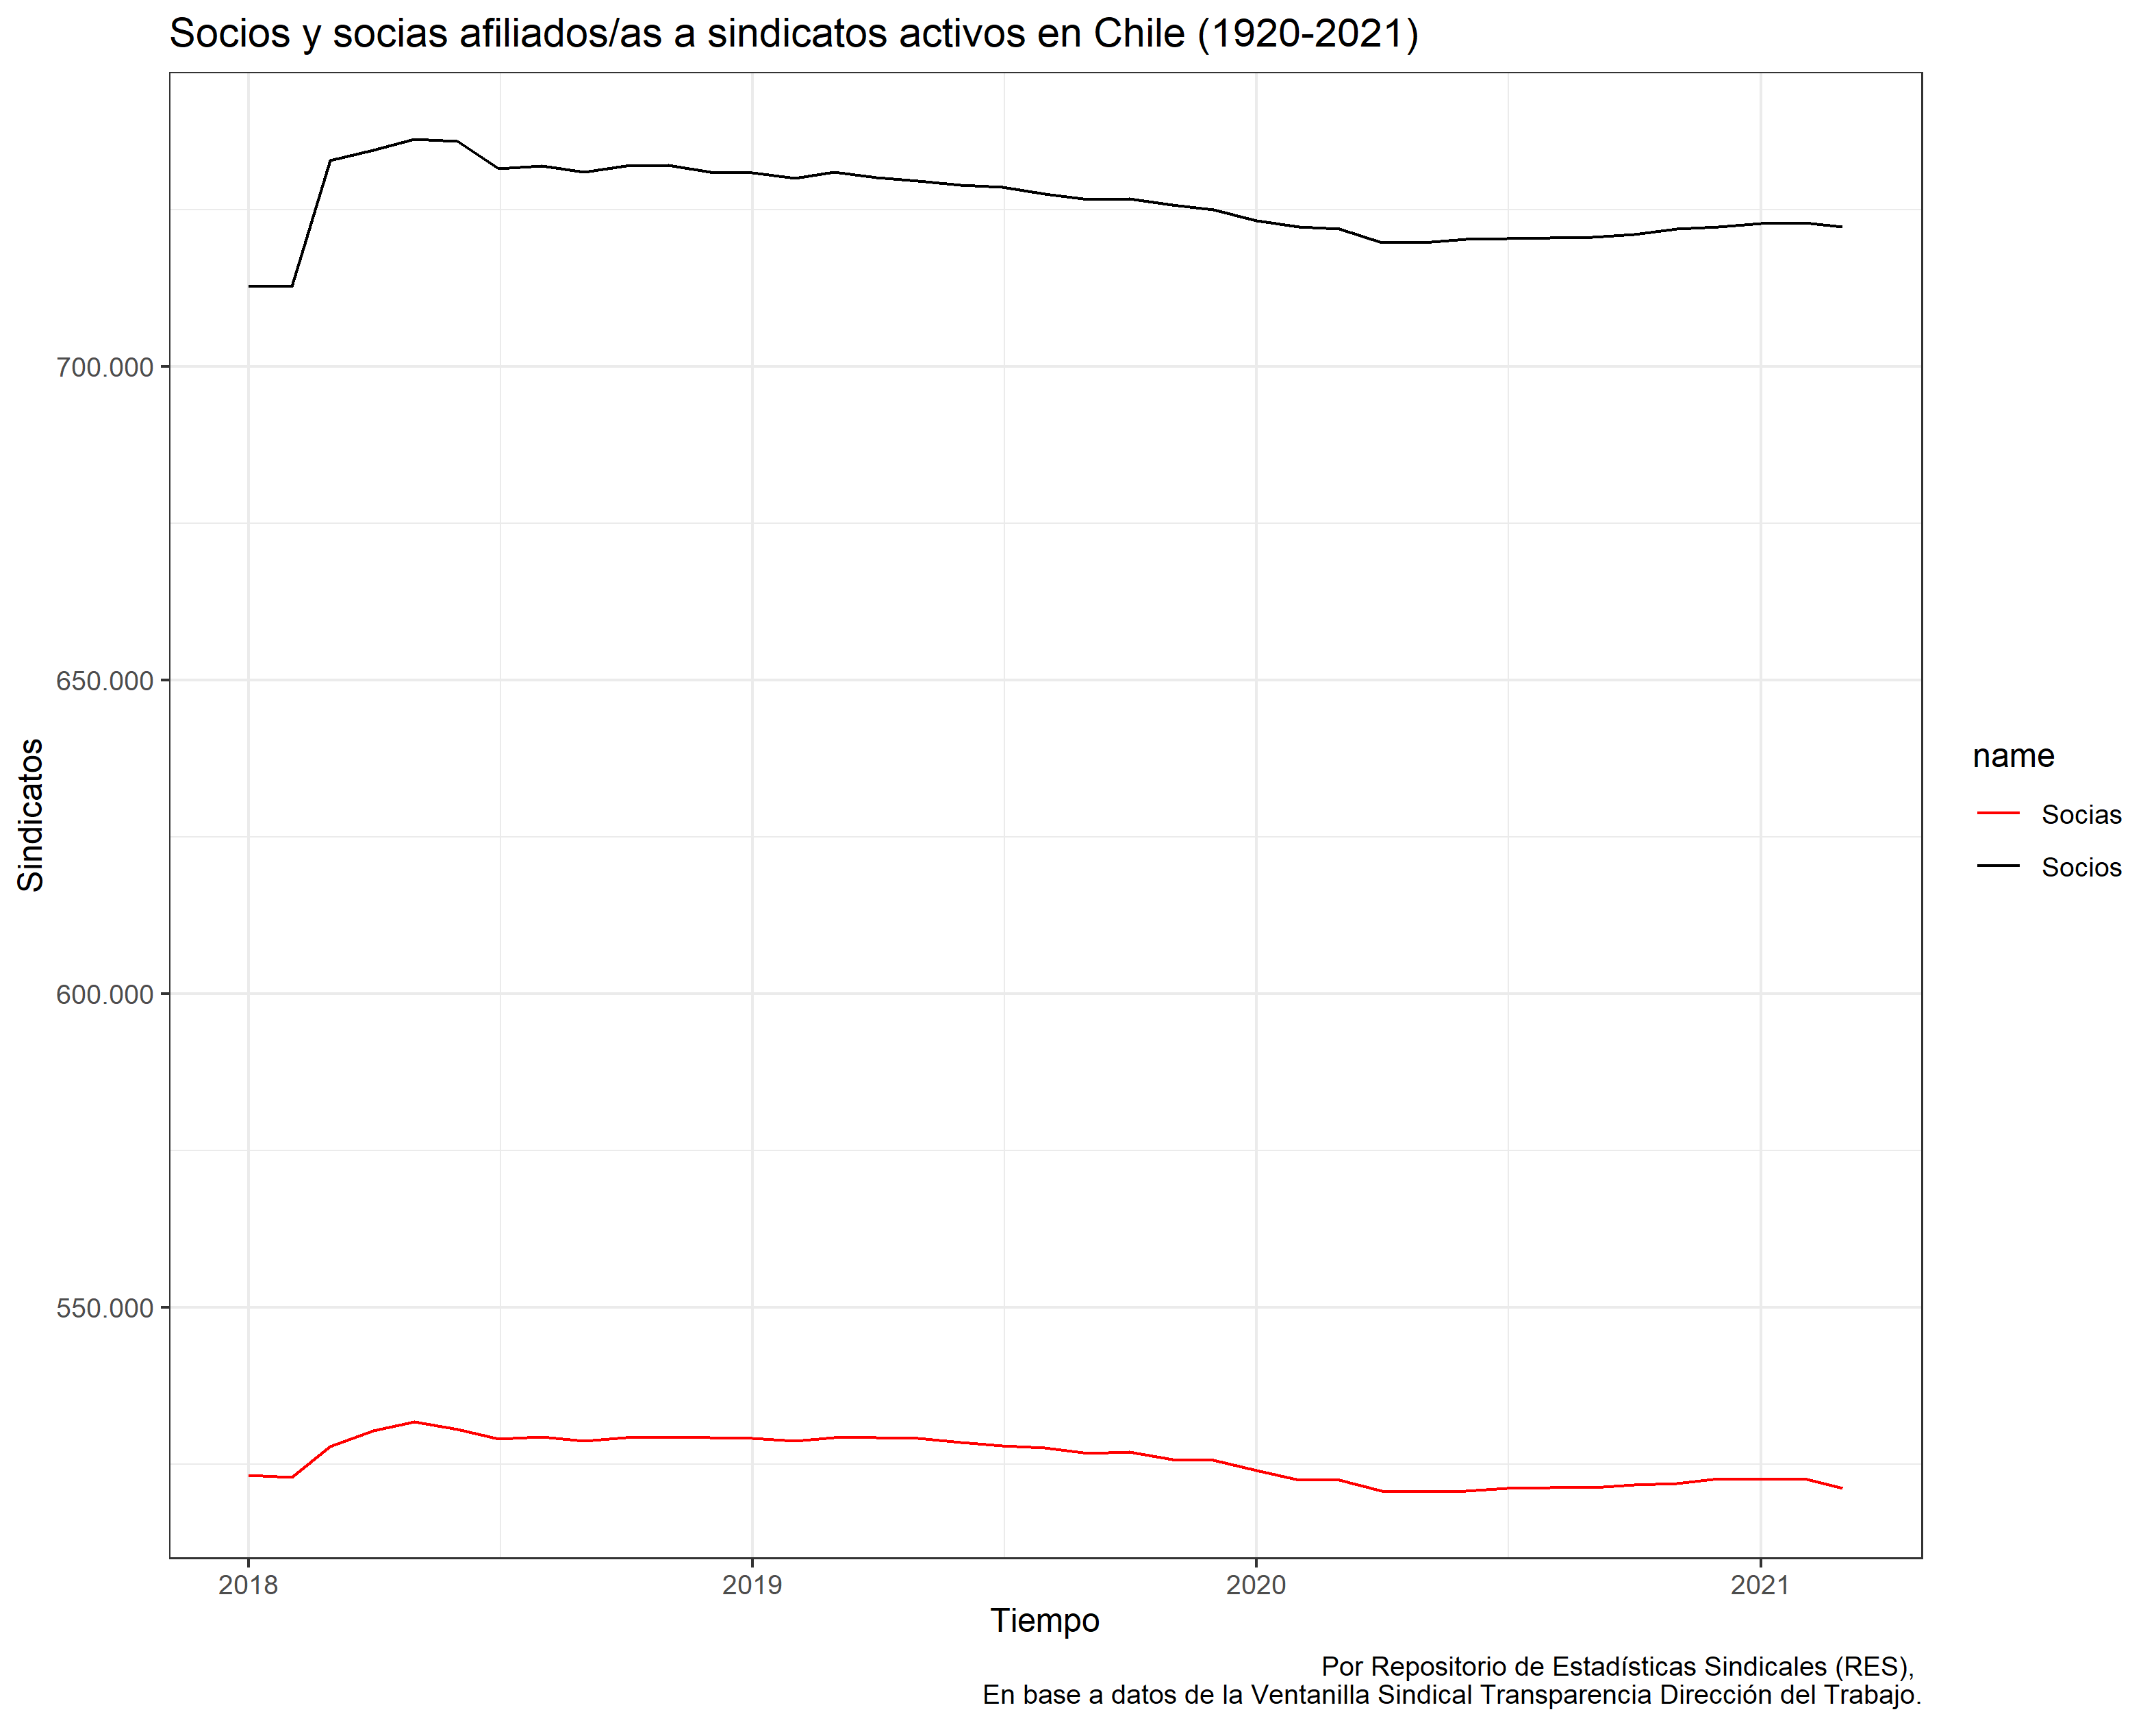 Socios y socias afiliados/as a sindicatos activos en Chile (1920-2021)
700.000
650.000
600.000
550.000
Sindicatos
2018
2019
2020
2021
Tiempo
name
Socias
Socios
Por Repositorio de Estadísticas Sindicales (RES),
En base a datos de la Ventanilla Sindical Transparencia Dirección del Trabajo.